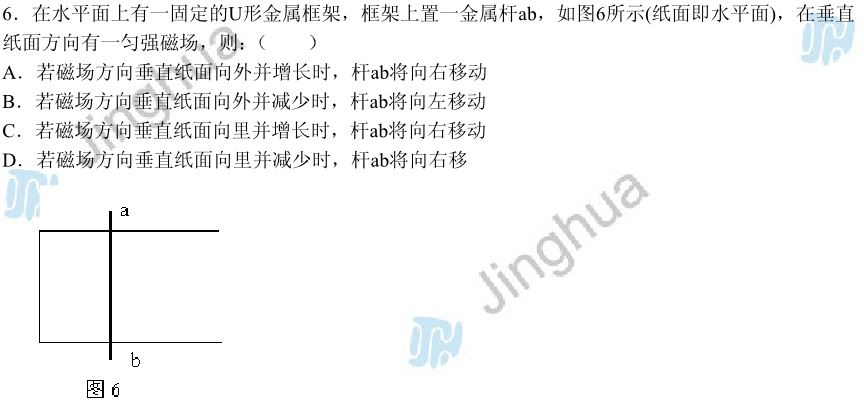 6．在水平面上有一固定的U形金属框架，框架上置一金属杆ab，如图6所示(纸面即水平面)，在垂直
纸面方向有一匀强磁场，则：（　　）
A．若磁场方向垂直纸面向外并增长时，杆ab将向右移动
B．若磁场方向垂直纸面向外并减少时，杆ab将向左移动
C．若磁场方向垂直纸面向里并增长时，杆ab将向右移动
D．若磁场方向垂直纸面向里并减少时，杆ab将向右移
Jinghua
Jinghua
a
b
图 6